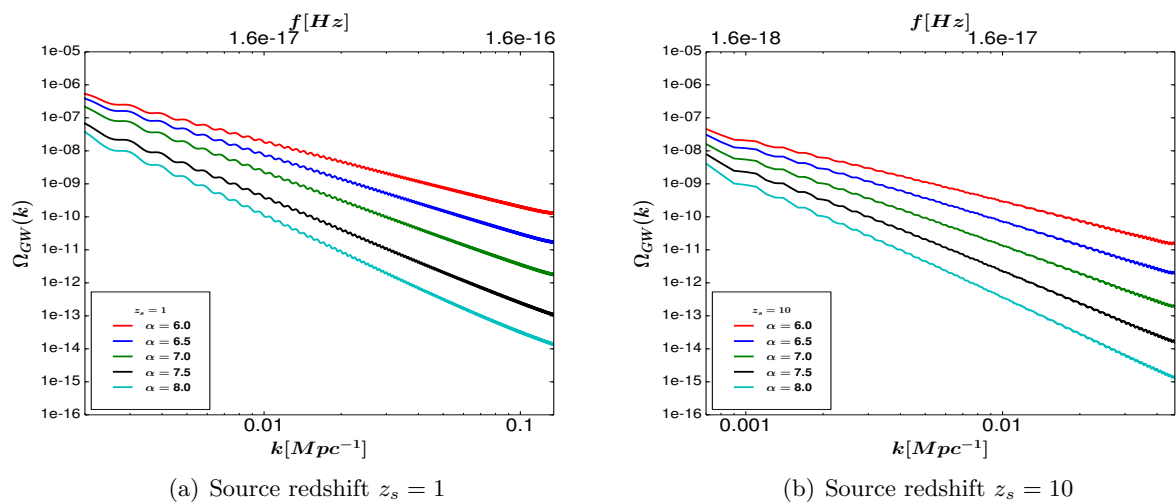 f[Hz]
1.6e-17 1.6e-16
1e-05
1e-06
1e-07
1e-08
1e-09
1e-10
1e-11
1e-12
1e-13
1e-14
1e-15
1e-16
Ω_GW(k)
z_s = 1
α = 6.0
α = 6.5
α = 7.0
α = 7.5
α = 8.0
0.01 0.1
k[Mpc⁻¹]
(a) Source redshift z_s = 1
f[Hz]
1.6e-18 1.6e-17
1e-05
1e-06
1e-07
1e-08
1e-09
1e-10
1e-11
1e-12
1e-13
1e-14
1e-15
1e-16
Ω_GW(k)
z_s = 10
α = 6.0
α = 6.5
α = 7.0
α = 7.5
α = 8.0
0.001 0.01
k[Mpc⁻¹]
(b) Source redshift z_s = 10